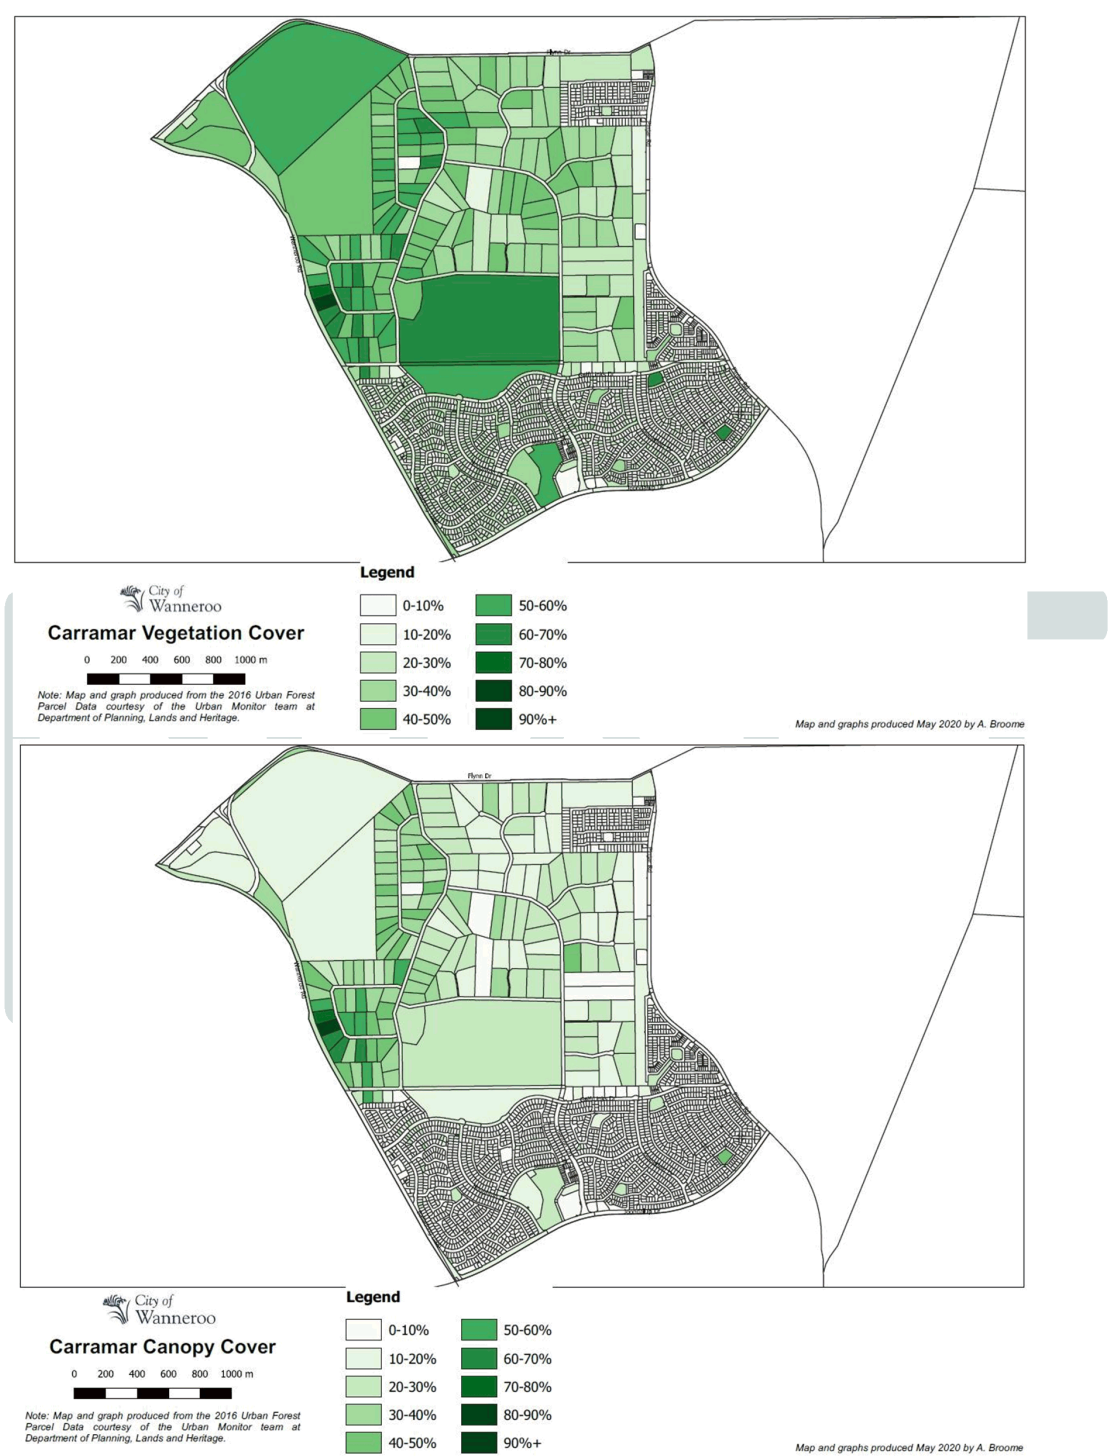 Flynn Dr
Wanneroo Rd
Legend
City of
Wanneroo
Carramar Vegetation Cover
0 200 400 600 800 1000 m
Note: Map and graph produced from the 2016 Urban Forest
Parcel Data courtesy of the Urban Monitor team at
Department of Planning, Lands and Heritage.
0-10%
10-20%
20-30%
30-40%
40-50%
50-60%
60-70%
70-80%
80-90%
90%+
Map and graphs produced May 2020 by A. Broome
Flynn Dr
Wanneroo Rd
Legend
City of
Wanneroo
Carramar Canopy Cover
0 200 400 600 800 1000 m
Note: Map and graph produced from the 2016 Urban Forest
Parcel Data courtesy of the Urban Monitor team at
Department of Planning, Lands and Heritage.
0-10%
10-20%
20-30%
30-40%
40-50%
50-60%
60-70%
70-80%
80-90%
90%+
Map and graphs produced May 2020 by A. Broome